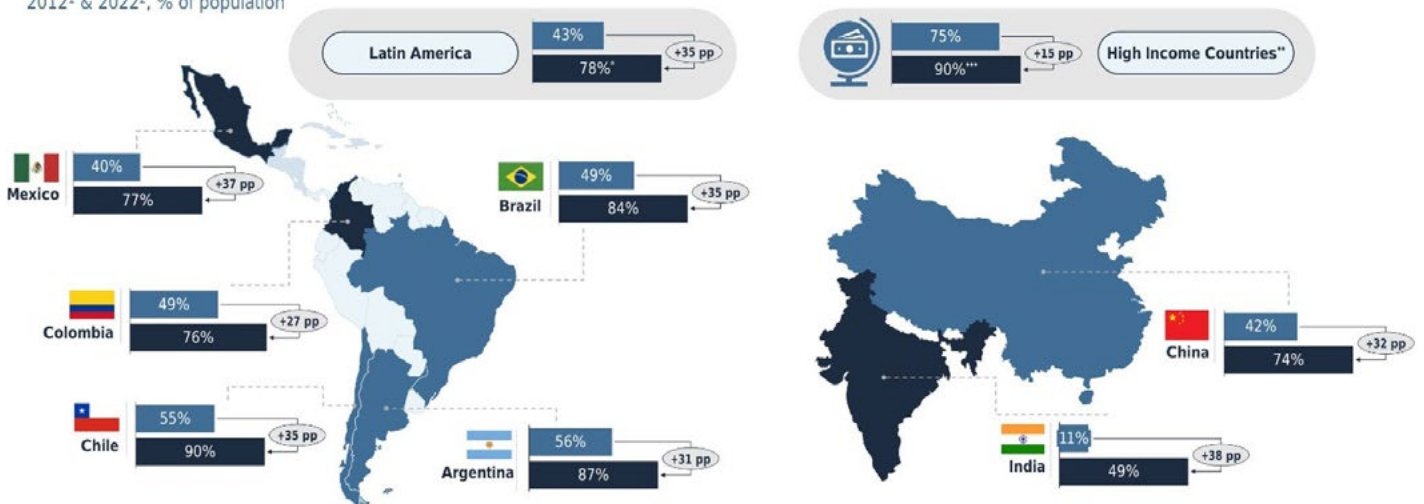 2012¹ & 2022², % of population
Latin America
43%
78%*
+35 pp
75%
90%***
+15 pp
High Income Countries**
Mexico
40%
77%
+37 pp
Brazil
49%
84%
+35 pp
Colombia
49%
76%
+27 pp
China
42%
74%
+32 pp
Chile
55%
90%
+35 pp
Argentina
56%
87%
+31 pp
India
11%
49%
+38 pp